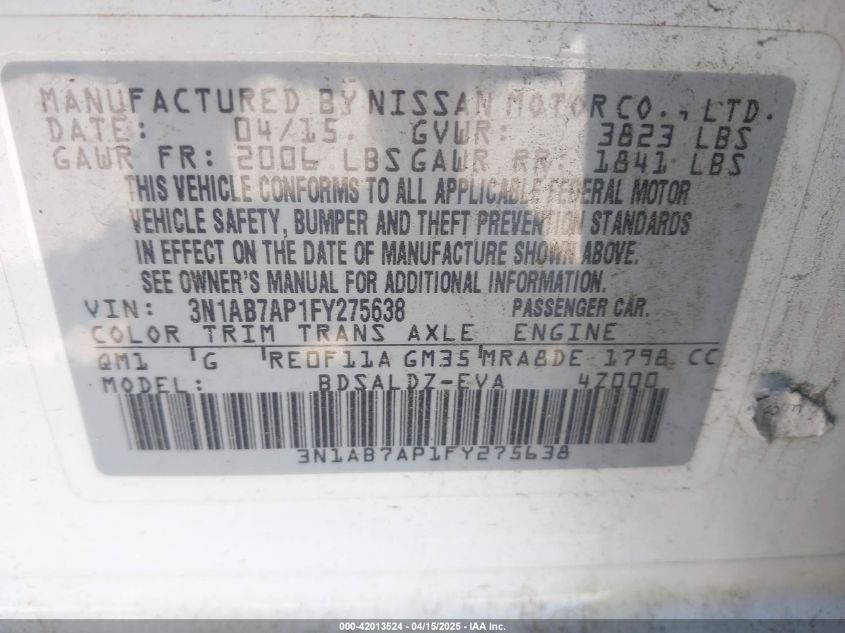 MANUFACTURED BY NISSAN MOTOR CO., LTD.
DATE: 04/15. GVWR: 3823 LBS
GAWR FR: 2006 LBS GAWR RR: 1841 LBS
THIS VEHICLE CONFORMS TO ALL APPLICABLE FEDERAL MOTOR
VEHICLE SAFETY, BUMPER AND THEFT PREVENTION STANDARDS
IN EFFECT ON THE DATE OF MANUFACTURE SHOWN ABOVE.
SEE OWNER'S MANUAL FOR ADDITIONAL INFORMATION.
VIN: 3N1AB7AP1FY275638 PASSENGER CAR.
COLOR TRIM TRANS AXLE ENGINE
QM1 G RE0F11A GM35 MRA8DE 1798 CC
MODEL: BDSALDZ-EVA 4Z000
3N1AB7AP1FY275638
000-42013524 - 04/15/2025 - IAA Inc.